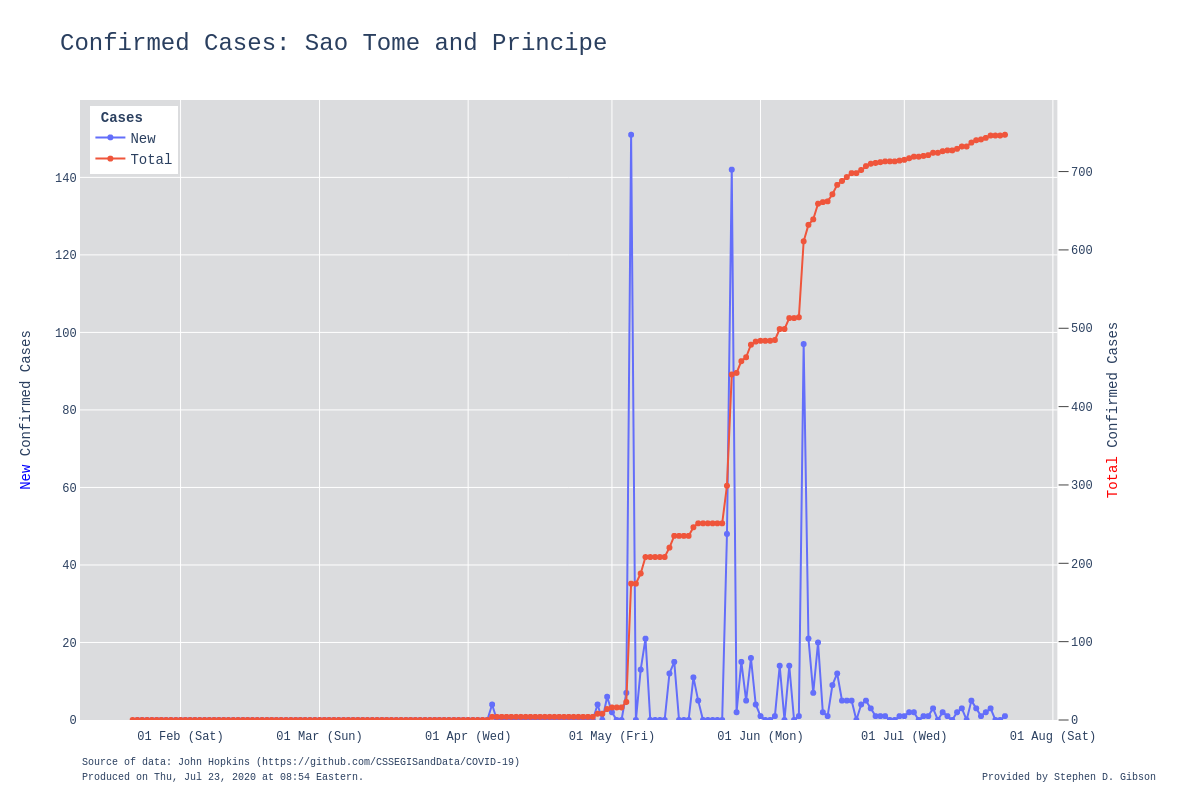 Confirmed Cases: Sao Tome and Principe
Cases
New
Total
140
120
100
80
60
40
20
0
700
600
500
400
300
200
100
0
New Confirmed Cases
Total Confirmed Cases
01 Feb (Sat)
01 Mar (Sun)
01 Apr (Wed)
01 May (Fri)
01 Jun (Mon)
01 Jul (Wed)
01 Aug (Sat)
Source of data: John Hopkins (https://github.com/CSSEGISandData/COVID-19)
Produced on Thu, Jul 23, 2020 at 08:54 Eastern.
Provided by Stephen D. Gibson